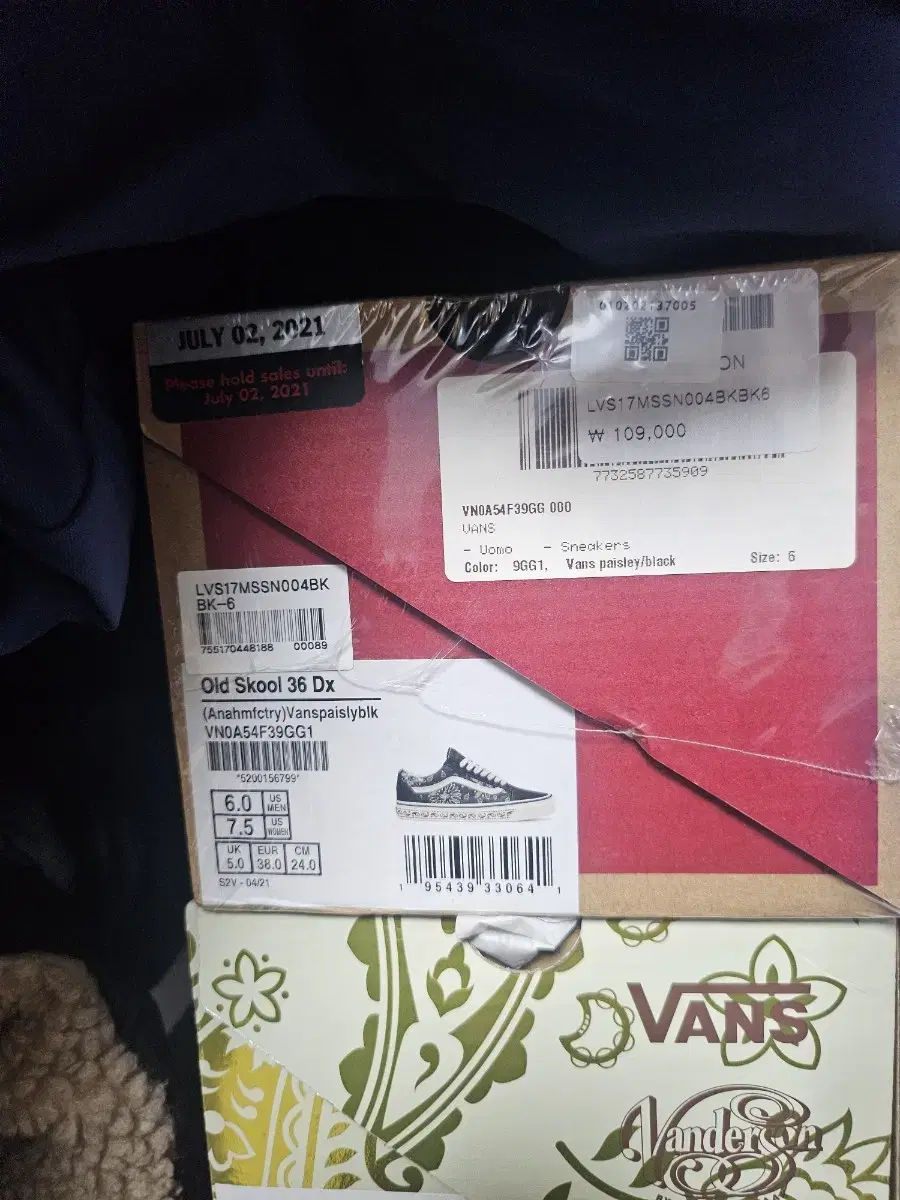 JULY 02, 2021
Please hold sales until:
July 02, 2021
010202137005
ON
LVS17MSSN004BKBK6
₩ 109,000
7732587735909
VN0A54F39GG 000
VANS
- Uomo - Sneakers
Color: 9GG1, Vans paisley/black Size: 6
LVS17MSSN004BK
BK-6
755170448188 00089
Old Skool 36 Dx
(Anahmfctry)Vanspaislyblk
VN0A54F39GG1
*5200156799*
6.0 US MEN
7.5 US WOMEN
UK EUR CM
5.0 38.0 24.0
S2V - 04/21
1 95439 33064 1
VANS
Vanderson